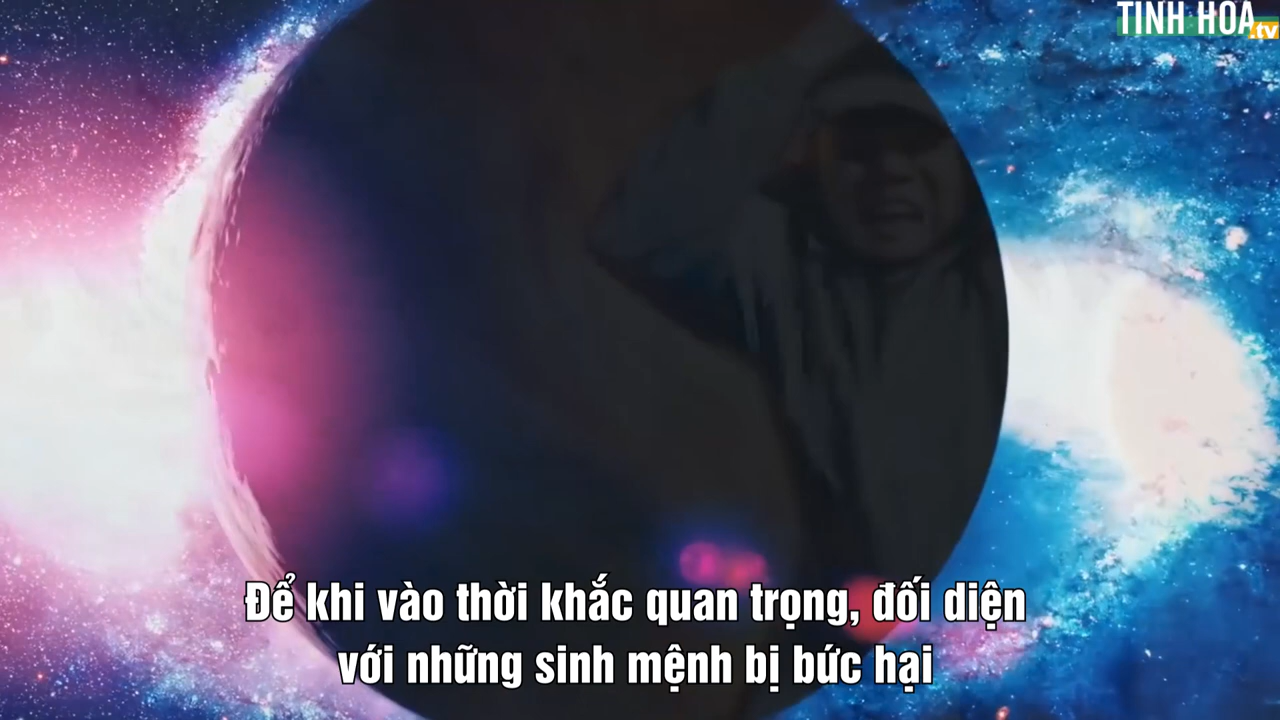 TINH HOA
.tv
Để khi vào thời khắc quan trọng, đối diện
với những sinh mệnh bị bức hại